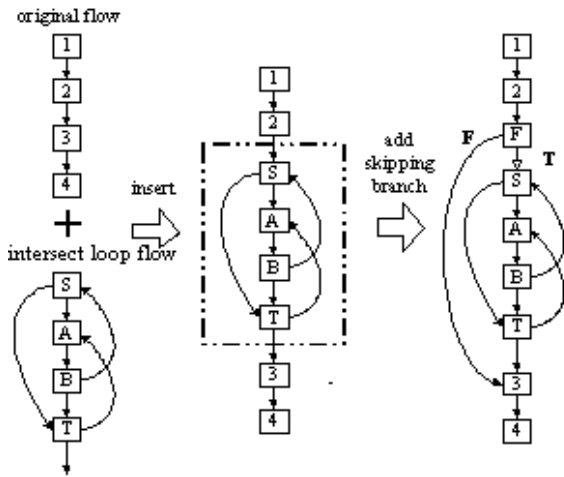 original flow
1
2
3
4
+
intersect loop flow
S
A
B
T
insert
1
2
S
A
B
T
3
4
add
skipping
branch
1
2
F
F
T
S
A
B
T
3
4